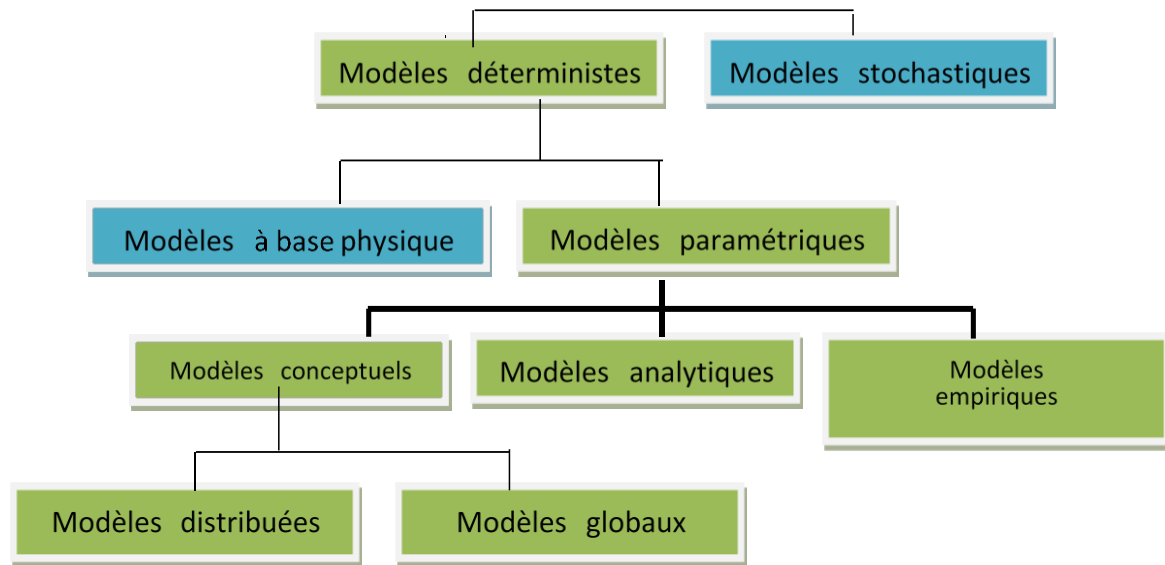 Modèles déterministes
Modèles stochastiques
Modèles à base physique
Modèles paramétriques
Modèles conceptuels
Modèles analytiques
Modèles
empiriques
Modèles distribuées
Modèles globaux